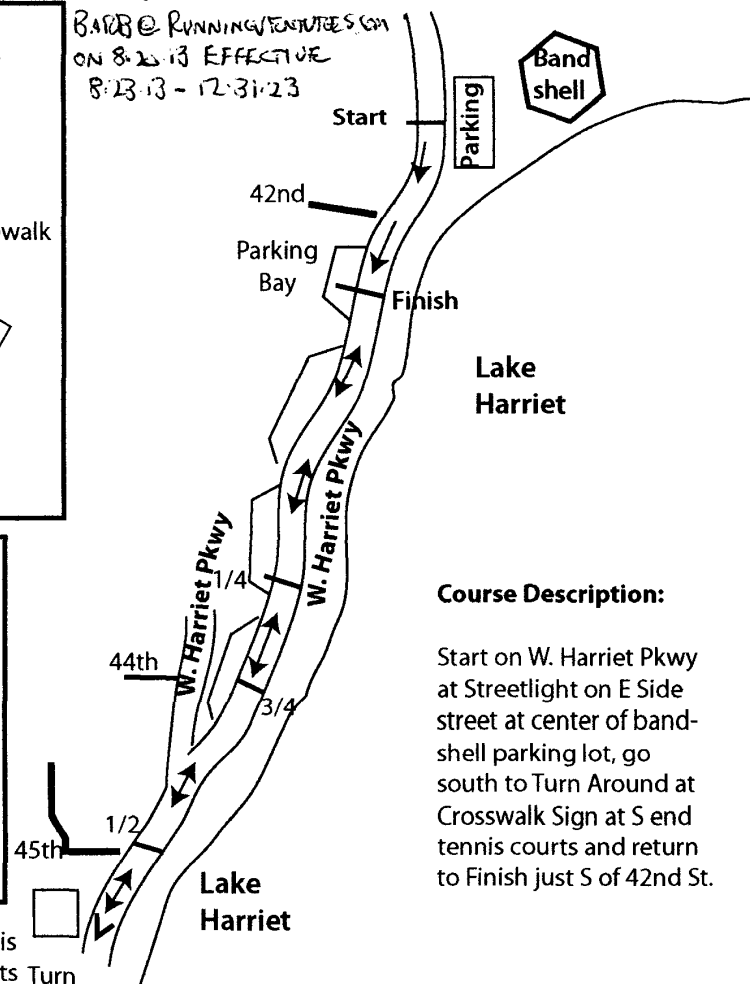 BARB@RUNNINGVENTURES.COM
ON 8.20.13 EFFECTIVE
8.23.13 - 12.31.23
Band
shell
Parking
Start
42nd
walk
Parking
Bay
Finish
Lake
Harriet
W. Harriet Pkwy
W. Harriet Pkwy
1/4
Course Description:
44th
Start on W. Harriet Pkwy
at Streetlight on E Side
street at center of band-
shell parking lot, go
south to Turn Around at
Crosswalk Sign at S end
tennis courts and return
to Finish just S of 42nd St.
3/4
1/2
45th
Lake
Harriet
is
ts Turn